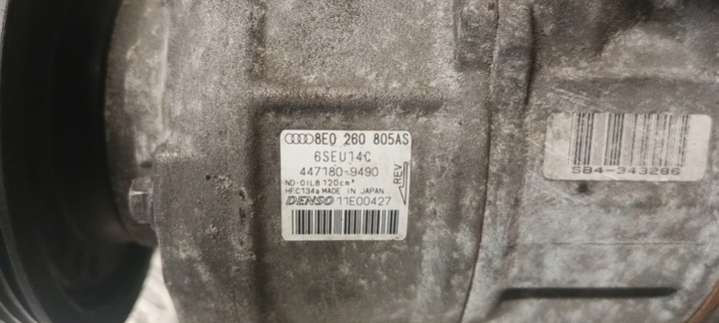 8E0 260 805AS
6SEU14C
447180-9490
ND-OIL8 120cm³
HFC134a MADE IN JAPAN
DENSO 11E00427
REV
SB4-343286